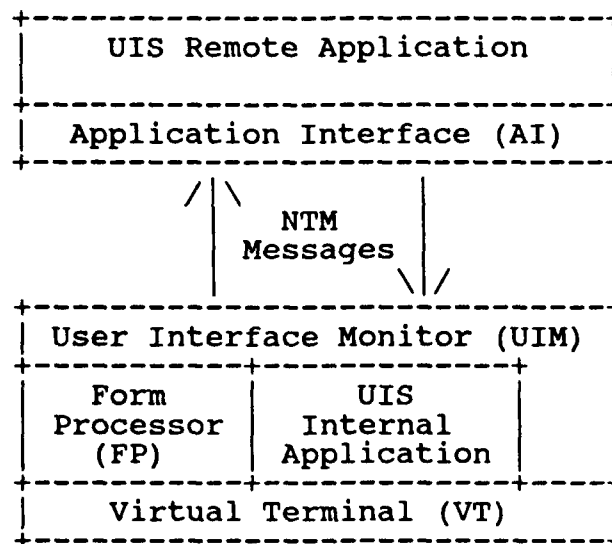 UIS Remote Application
Application Interface (AI)
NTM
Messages
User Interface Monitor (UIM)
Form
Processor
(FP)
UIS
Internal
Application
Virtual Terminal (VT)